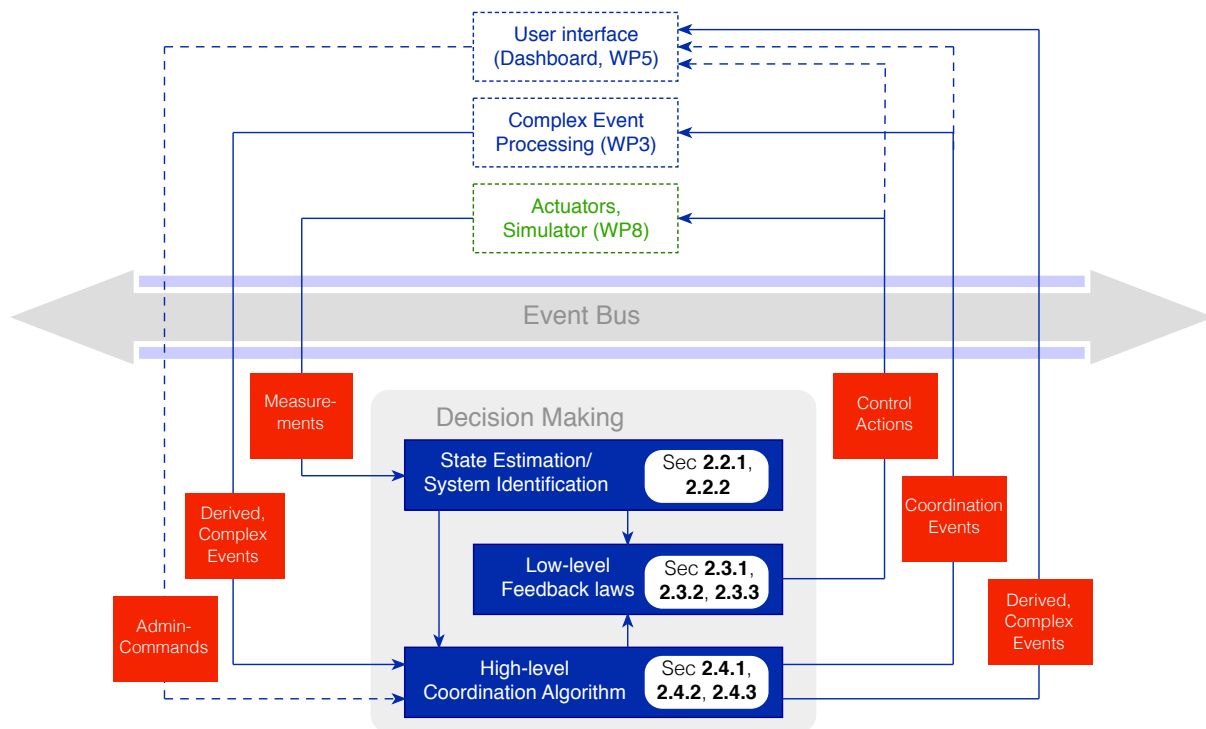 User interface
(Dashboard, WP5)
Complex Event
Processing (WP3)
Actuators,
Simulator (WP8)
Event Bus
Measure-
ments
Control
Actions
Decision Making
State Estimation/
System Identification
Sec 2.2.1,
2.2.2
Derived,
Complex
Events
Coordination
Events
Low-level
Feedback laws
Sec 2.3.1,
2.3.2, 2.3.3
Admin-
Commands
Derived,
Complex
Events
High-level
Coordination Algorithm
Sec 2.4.1,
2.4.2, 2.4.3